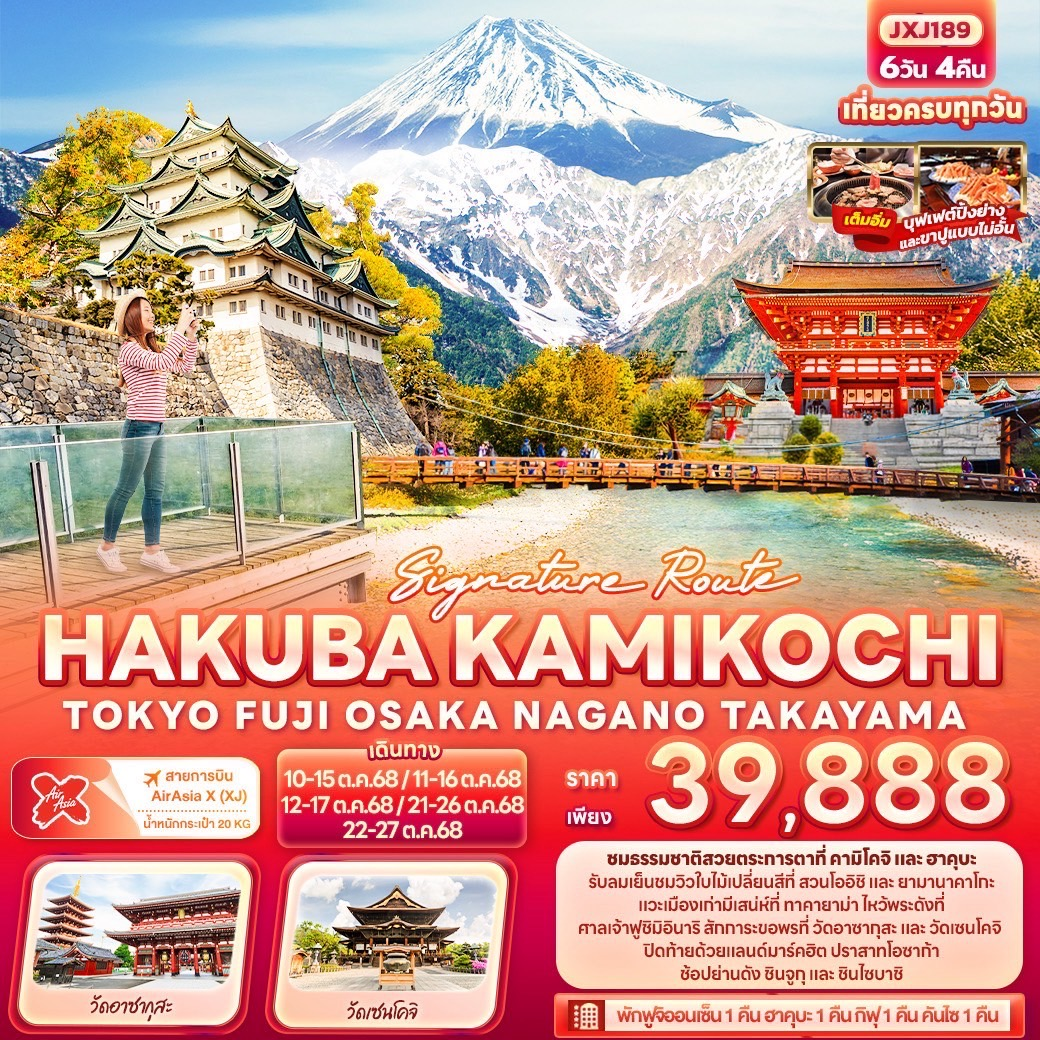 JXJ189
6วัน 4คืน
เที่ยวครบทุกวัน
เต็มอิ่ม บุฟเฟต์ปิ้งย่าง
และขาปูแบบไม่อั้น
Signature Route
HAKUBA KAMIKOCHI
TOKYO FUJI OSAKA NAGANO TAKAYAMA
Air
Asia
X
สายการบิน
AirAsia X (XJ)
น้ำหนักกระเป๋า 20 KG
เดินทาง
10-15 ต.ค.68 / 11-16 ต.ค.68
12-17 ต.ค.68 / 21-26 ต.ค.68
22-27 ต.ค.68
ราคา
เพียง
39,888
ชมธรรมชาติสวยตระการตาที่ คามิโคจิ และ ฮาคุบะ
รับลมเย็นชมวิวใบไม้เปลี่ยนสีที่ สวนโออิชิ และ ยามานาคาโกะ
แวะเมืองเก่ามีเสน่ห์ที่ ทาคายาม่า ไหว้พระดังที่
ศาลเจ้าฟูชิมิอินาริ สักการะขอพรที่ วัดอาซากุสะ และ วัดเซนโคจิ
ปิดท้ายด้วยแลนด์มาร์คฮิต ปราสาทโอซาก้า
ช้อปย่านดัง ชินจูกุ และ ชินไซบาชิ
วัดอาซากุสะ
วัดเซนโคจิ
พักฟูจิออนเซ็น 1 คืน ฮาคุบะ 1 คืน กิฟุ 1 คืน คันไซ 1 คืน